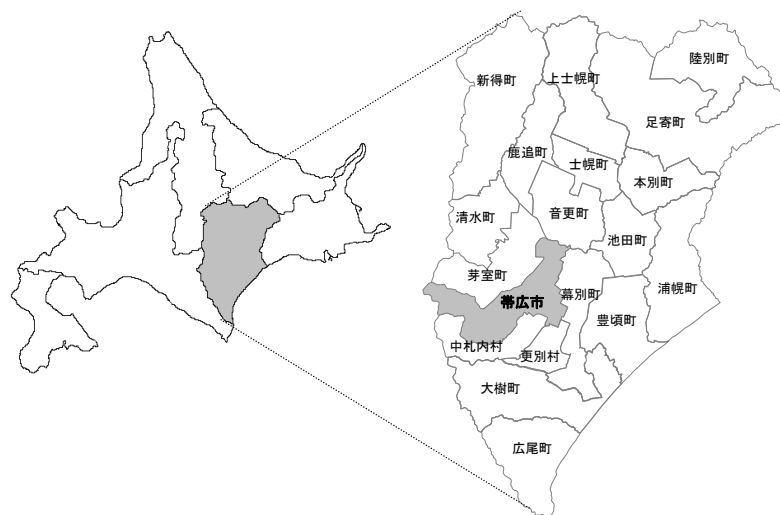 陸別町
新得町
上士幌町
足寄町
鹿追町
士幌町
本別町
音更町
清水町
池田町
芽室町
浦幌町
幕別町
帯広市
豊頃町
中札内村
更別村
大樹町
広尾町